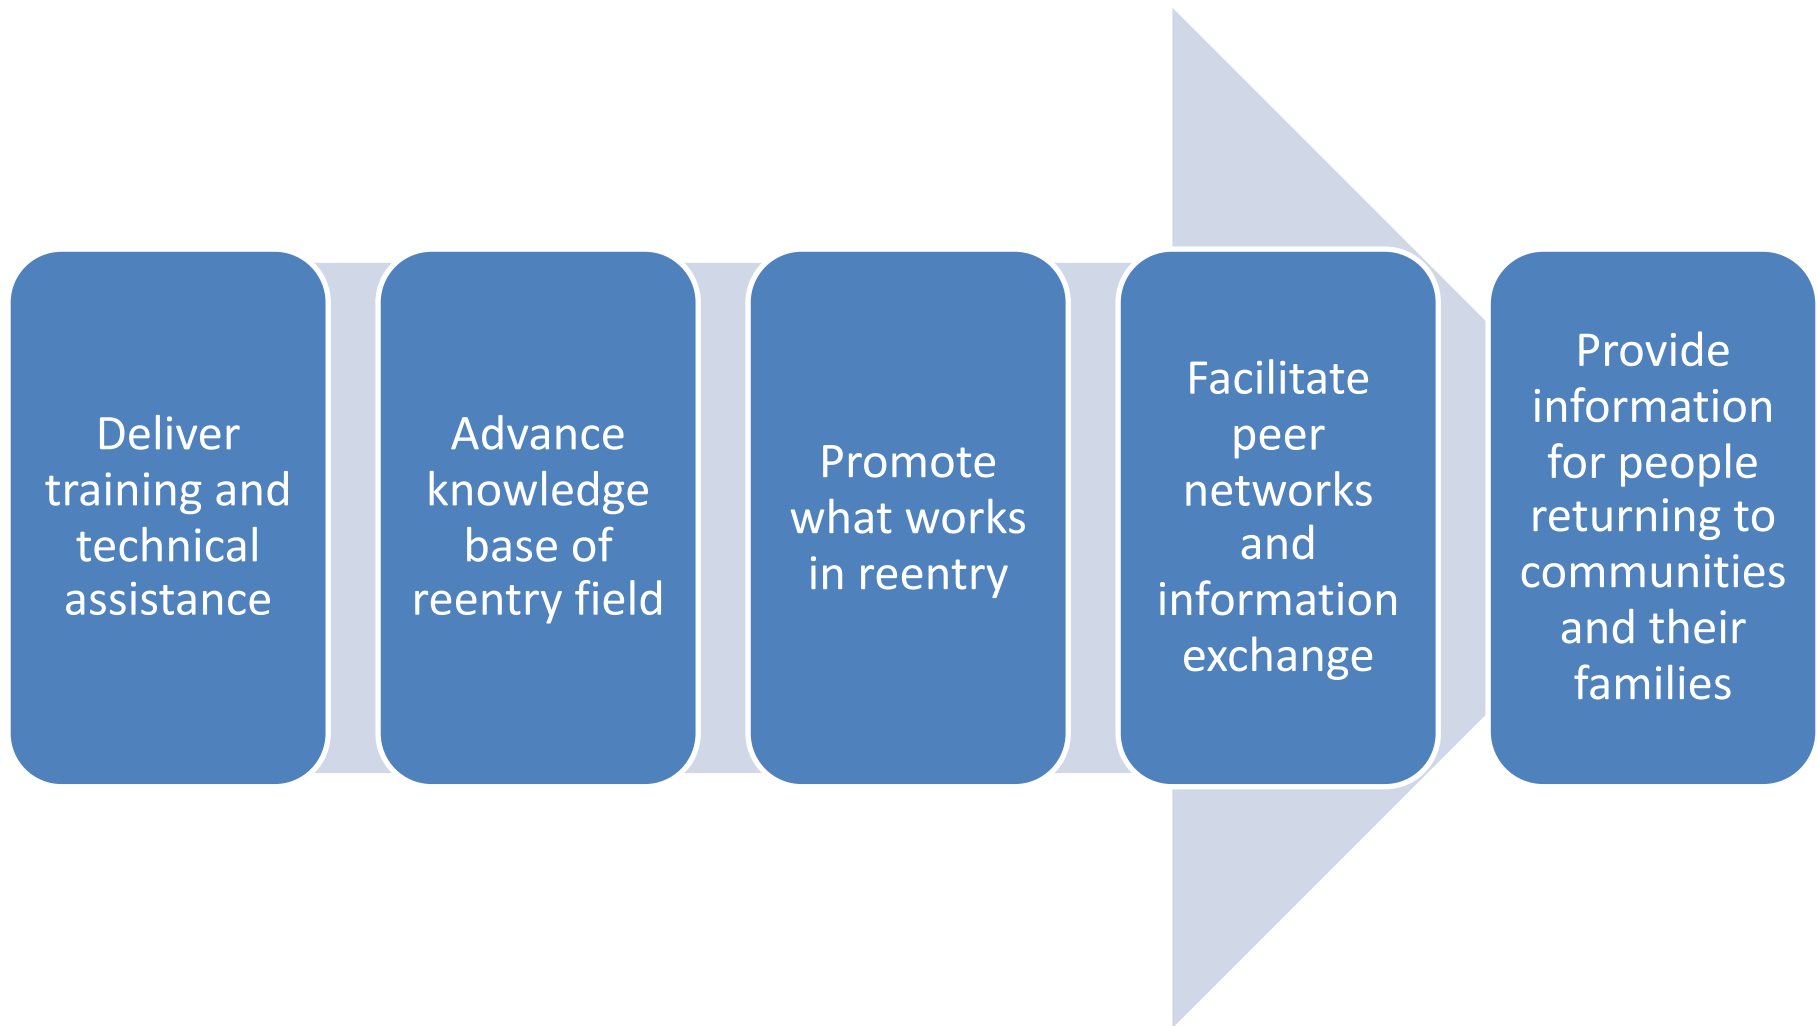 Deliver
training and
technical
assistance
Advance
knowledge
base of
reentry field
Promote
what works
in reentry
Facilitate
peer
networks
and
information
exchange
Provide
information
for people
returning to
communities
and their
families